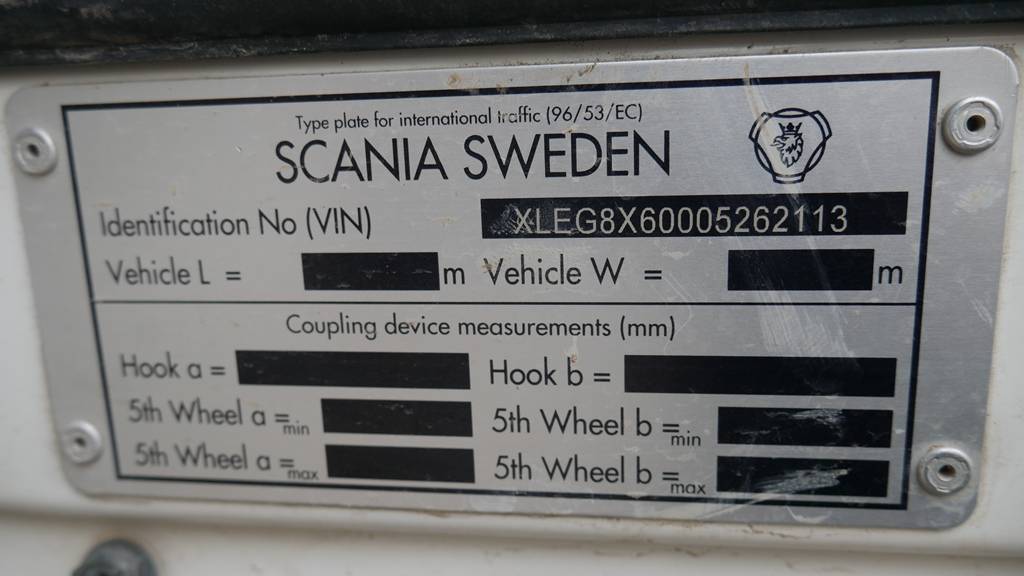 Type plate for international traffic (96/53/EC)
SCANIA SWEDEN
Identification No (VIN) XLEG8X60005262113
Vehicle L = m Vehicle W = m
Coupling device measurements (mm)
Hook a = Hook b =
5th Wheel a =min 5th Wheel b =min
5th Wheel a =max 5th Wheel b =max